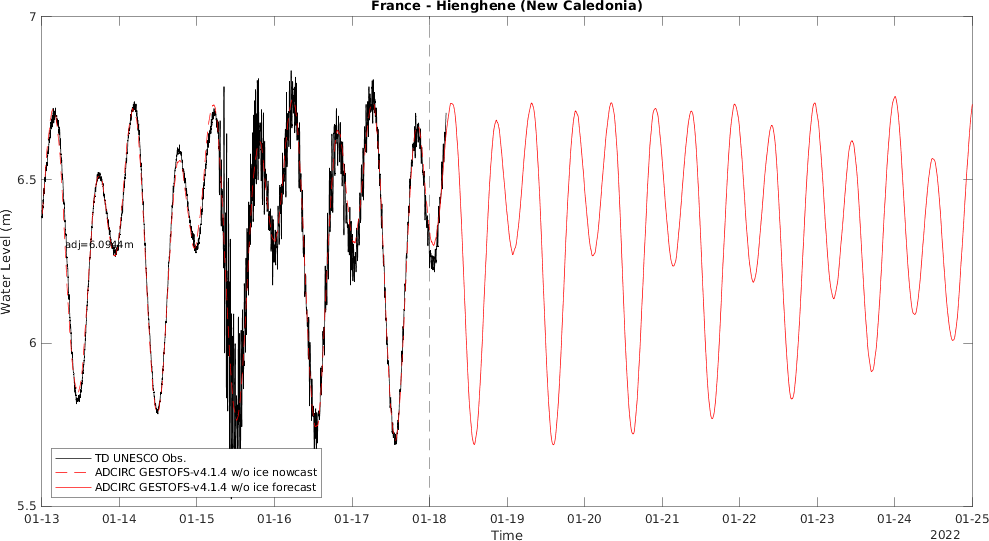 France - Hienghene (New Caledonia)
7
6.5
6
5.5
Water Level (m)
adj=6.0944m
TD UNESCO Obs.
ADCIRC GESTOFS-v4.1.4 w/o ice nowcast
ADCIRC GESTOFS-v4.1.4 w/o ice forecast
01-13 01-14 01-15 01-16 01-17 01-18 01-19 01-20 01-21 01-22 01-23 01-24 01-25
Time
2022